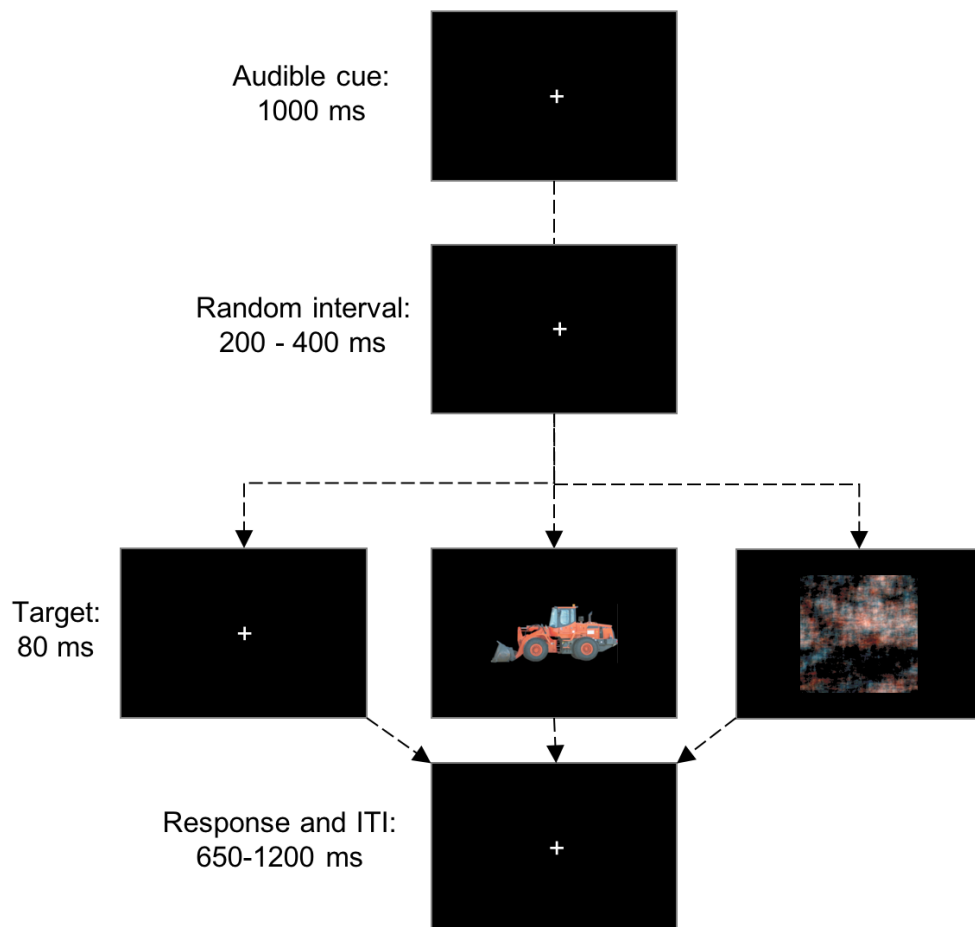 Audible cue:
1000 ms
Random interval:
200 - 400 ms
Target:
80 ms
Response and ITI:
650-1200 ms